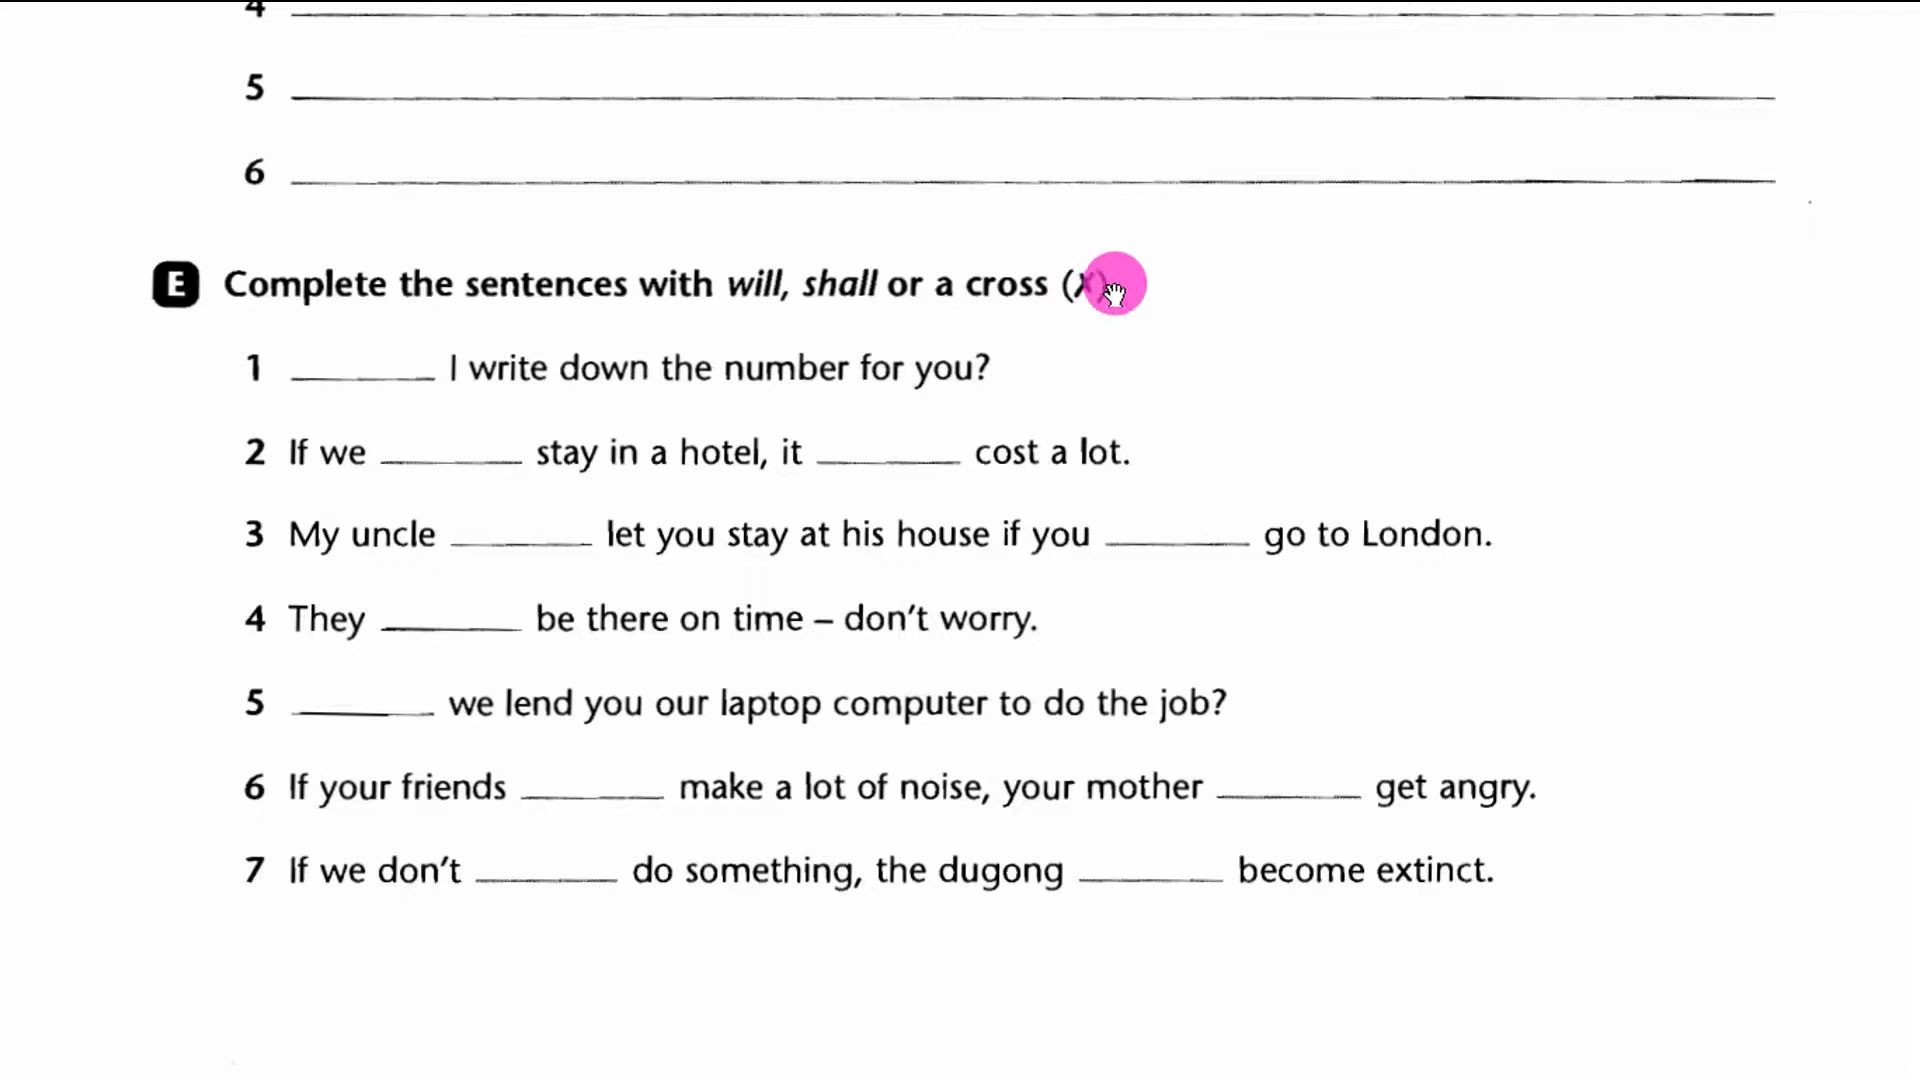 4 ____________
5 ____________
6 ____________
E Complete the sentences with will, shall or a cross (✗).
1 ________ I write down the number for you?
2 If we ________ stay in a hotel, it ________ cost a lot.
3 My uncle ________ let you stay at his house if you ________ go to London.
4 They ________ be there on time – don't worry.
5 ________ we lend you our laptop computer to do the job?
6 If your friends ________ make a lot of noise, your mother ________ get angry.
7 If we don't ________ do something, the dugong ________ become extinct.